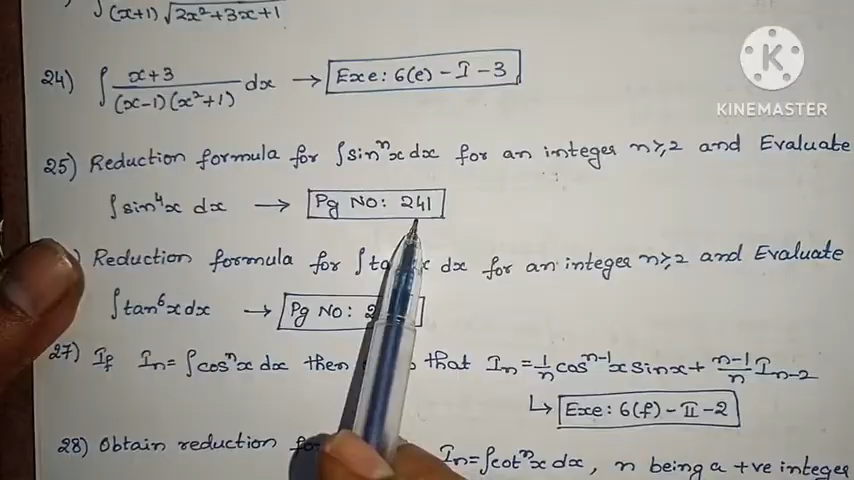 ∫ (x+1) √2x²+3x+1
K
KINEMASTER
24) ∫ x+3 / (x-1)(x²+1) dx → Exe: 6(e) - I - 3
25) Reduction formula for ∫sinⁿx dx for an integer n≥2 and Evaluate
∫sin⁴x dx → Pg No: 241
) Reduction formula for ∫ta x dx for an integer n≥2 and Evaluate
∫tan⁶x dx → Pg No: 2
27) If Iₙ = ∫cosⁿx dx then that Iₙ = 1/n cosⁿ⁻¹x sinx + n-1/n Iₙ₋₂
↳ Exe: 6(f) - II - 2
28) Obtain reduction Iₙ = ∫cotⁿx dx, n being a +ve integer